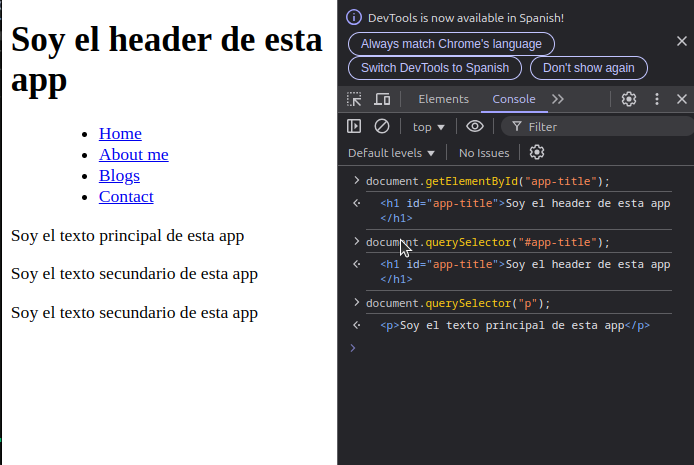 Soy el header de esta
app
Home
About me
Blogs
Contact
Soy el texto principal de esta app
Soy el texto secundario de esta app
Soy el texto secundario de esta app
DevTools is now available in Spanish!
Always match Chrome's language
Switch DevTools to Spanish
Don't show again
Elements
Console
top
Filter
Default levels
No Issues
document.getElementById("app-title");
<h1 id="app-title">Soy el header de esta app
</h1>
document.querySelector("#app-title");
<h1 id="app-title">Soy el header de esta app
</h1>
document.querySelector("p");
<p>Soy el texto principal de esta app</p>